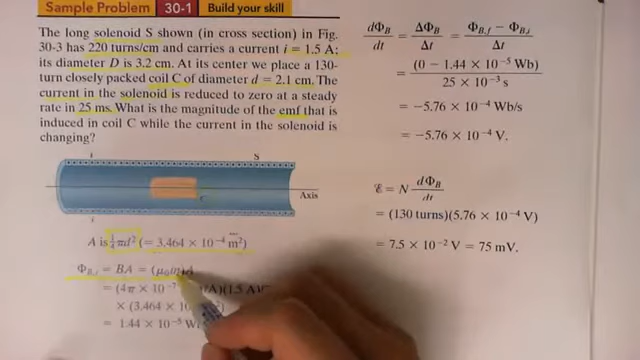 Sample Problem 30-1 Build your skill
The long solenoid S shown (in cross section) in Fig.
30-3 has 220 turns/cm and carries a current i = 1.5 A;
its diameter D is 3.2 cm. At its center we place a 130-
turn closely packed coil C of diameter d = 2.1 cm. The
current in the solenoid is reduced to zero at a steady
rate in 25 ms. What is the magnitude of the emf that is
induced in coil C while the current in the solenoid is
changing?
i S
C Axis
i
A is ¼πd² (= 3.464 × 10⁻⁴ m²)
Φ_B,i = BA = (μ₀in)
= (4π × 10⁻⁷ /A)(1.5 A)
× (3.464 × 10
= 1.44 × 10⁻⁵ W
dΦ_B/dt = ΔΦ_B/Δt = (Φ_B,f − Φ_B,i)/Δt
= (0 − 1.44 × 10⁻⁵ Wb)/(25 × 10⁻³ s)
= −5.76 × 10⁻⁴ Wb/s
= −5.76 × 10⁻⁴ V.
ℰ = N dΦ_B/dt
= (130 turns)(5.76 × 10⁻⁴ V)
= 7.5 × 10⁻² V = 75 mV.